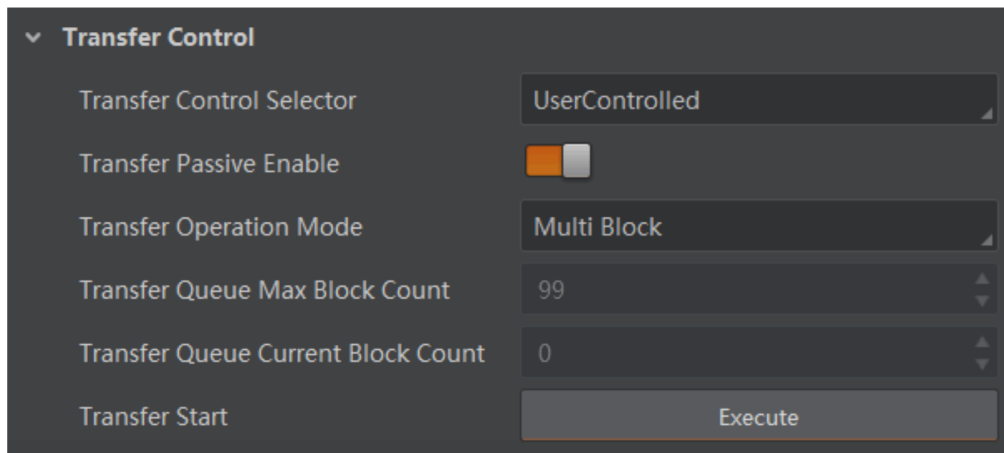 Transfer Control
Transfer Control Selector UserControlled
Transfer Passive Enable
Transfer Operation Mode Multi Block
Transfer Queue Max Block Count 99
Transfer Queue Current Block Count 0
Transfer Start Execute